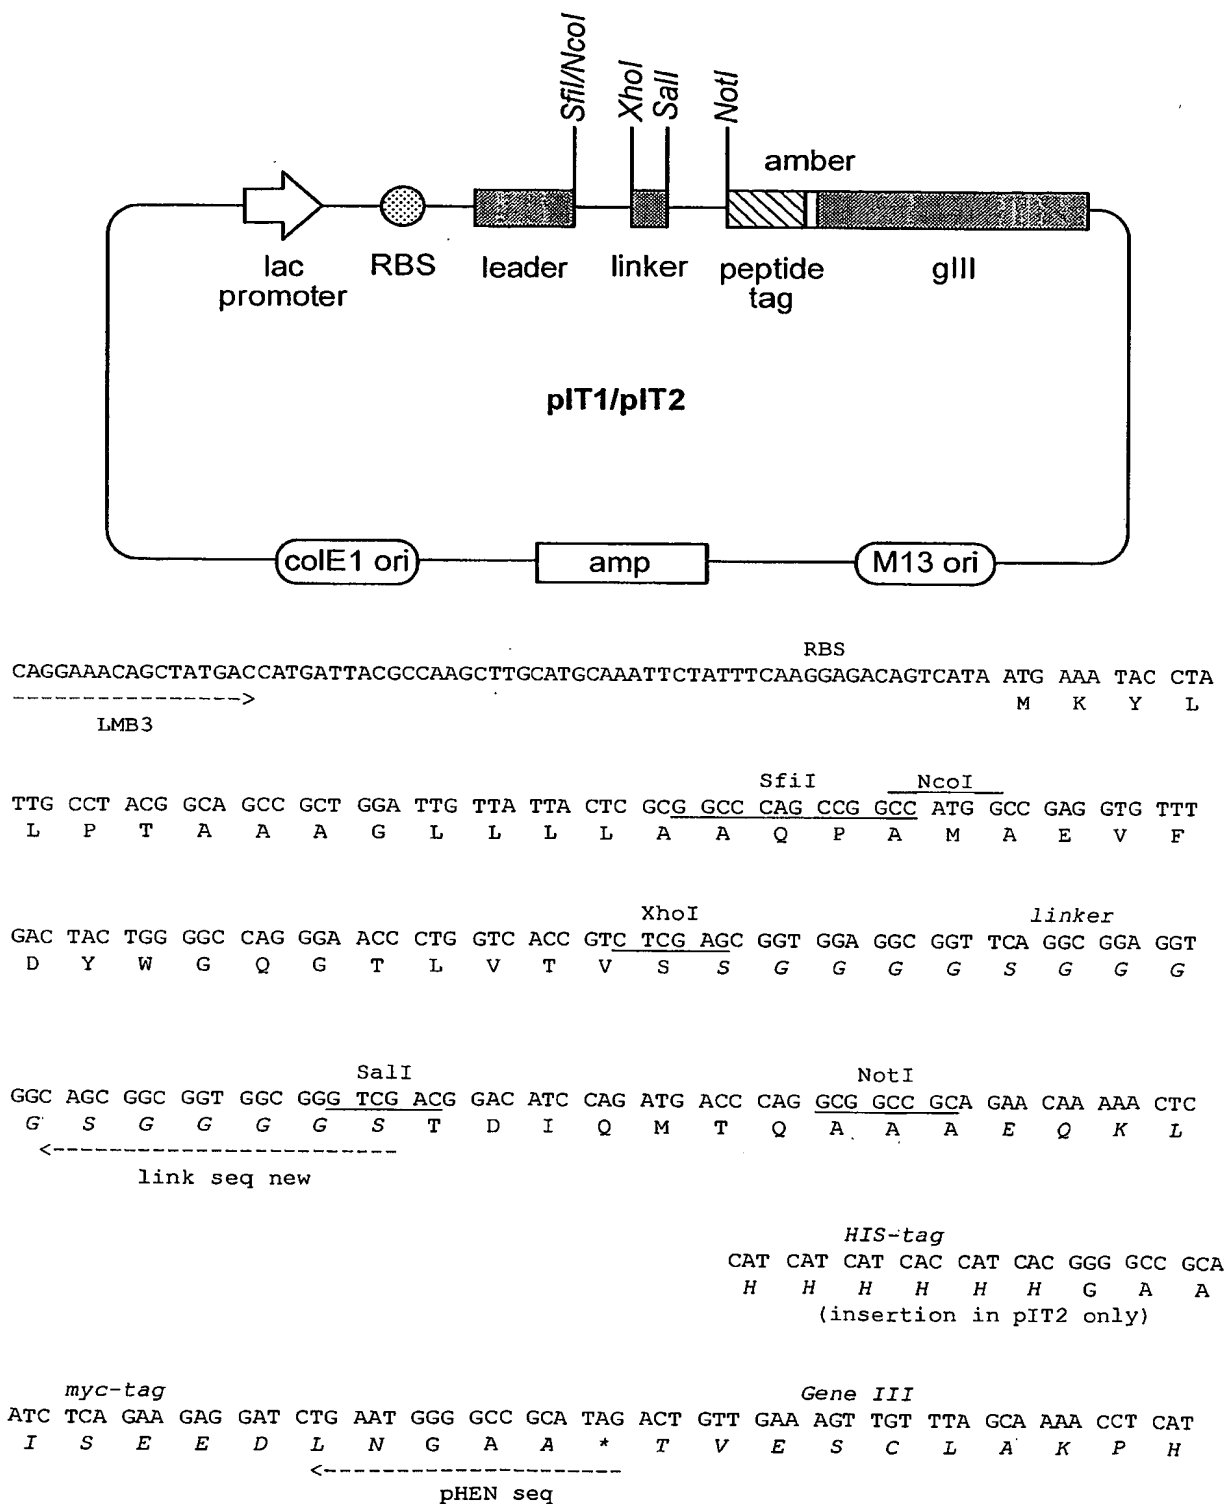 SfiI/NcoI
XhoI
SalI
NotI
amber
lac promoter
RBS
leader
linker
peptide tag
gIII
pIT1/pIT2
colE1 ori
amp
M13 ori
RBS
CAGGAAACAGCTATGACCATGATTACGCCAAGCTTGCATGCAAATTCTATTTCAAGGAGACAGTCATA ATG AAA TAC CTA
M K Y L
---------------->
LMB3
SfiI NcoI
TTG CCT ACG GCA GCC GCT GGA TTG TTA TTA CTC GCG GCC CAG CCG GCC ATG GCC GAG GTG TTT
L P T A A A G L L L L A A Q P A M A E V F
XhoI linker
GAC TAC TGG GGC CAG GGA ACC CTG GTC ACC GTC TCG AGC GGT GGA GGC GGT TCA GGC GGA GGT
D Y W G Q G T L V T V S S G G G G S G G G
SalI NotI
GGC AGC GGC GGT GGC GGG TCG ACG GAC ATC CAG ATG ACC CAG GCG GCC GCA GAA CAA AAA CTC
G S G G G G S T D I Q M T Q A A A E Q K L
<------------------------
link seq new
HIS-tag
CAT CAT CAT CAC CAT CAC GGG GCC GCA
H H H H H H G A A
(insertion in pIT2 only)
myc-tag Gene III
ATC TCA GAA GAG GAT CTG AAT GGG GCC GCA TAG ACT GTT GAA AGT TGT TTA GCA AAA CCT CAT
I S E E D L N G A A * T V E S C L A K P H
<---------------------
pHEN seq